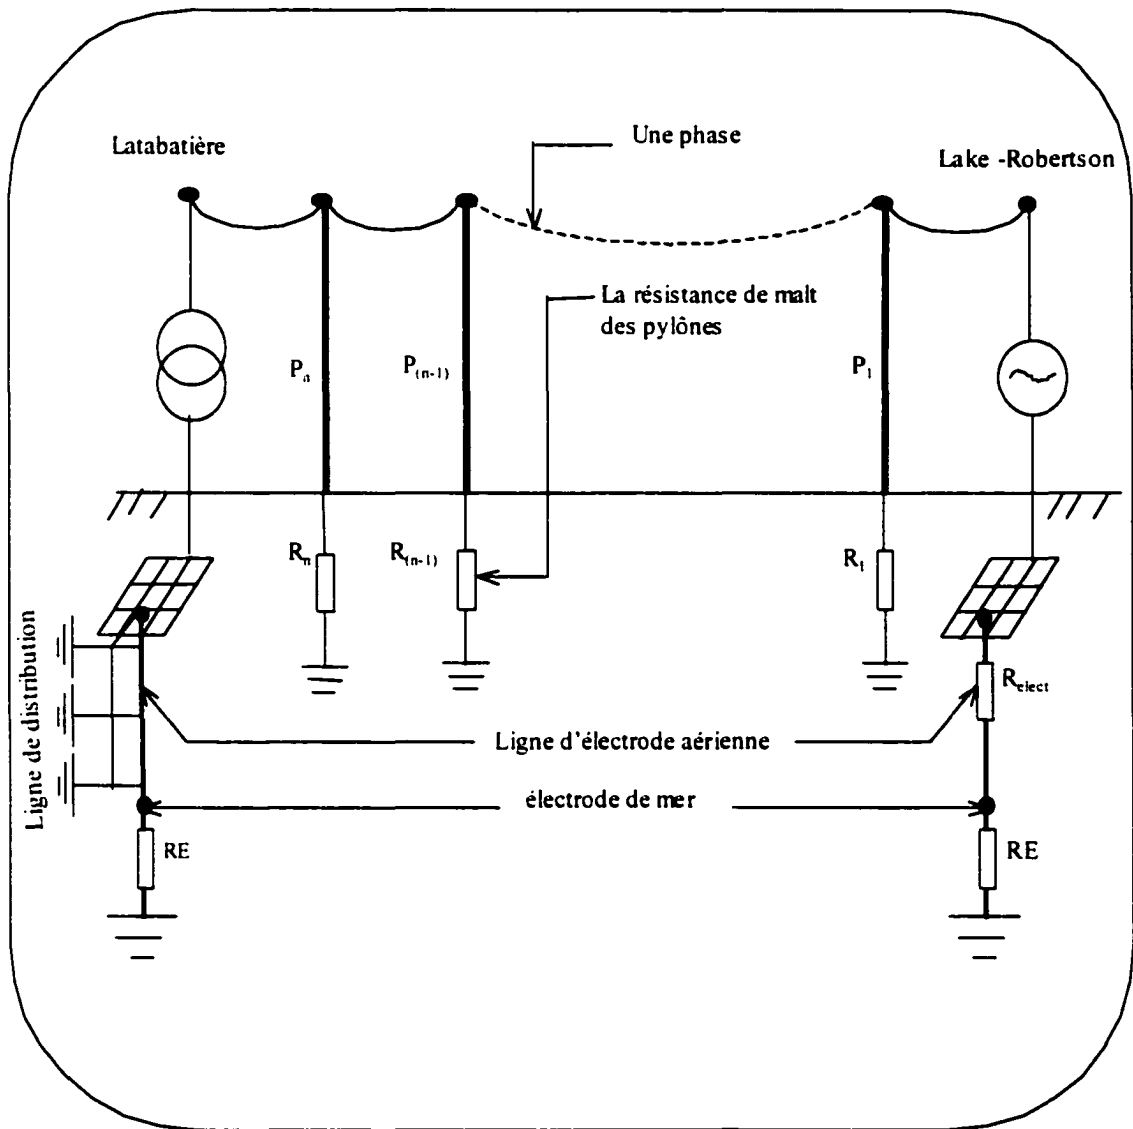 Une phase
Latabatière
Lake -Robertson
La résistance de malt
des pylônes
Pn
P(n-1)
P1
Rn
R(n-1)
R1
Ligne de distribution
Relect
Ligne d'électrode aérienne
électrode de mer
RE
RE